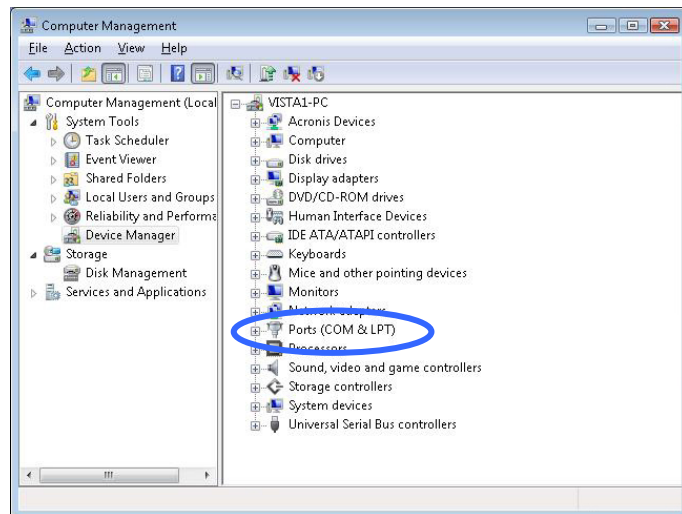 Computer Management
File Action View Help
Computer Management (Local
System Tools
Task Scheduler
Event Viewer
Shared Folders
Local Users and Groups
Reliability and Performa
Device Manager
Storage
Disk Management
Services and Applications
VISTA1-PC
Acronis Devices
Computer
Disk drives
Display adapters
DVD/CD-ROM drives
Human Interface Devices
IDE ATA/ATAPI controllers
Keyboards
Mice and other pointing devices
Monitors
Network adapters
Ports (COM & LPT)
Processors
Sound, video and game controllers
Storage controllers
System devices
Universal Serial Bus controllers